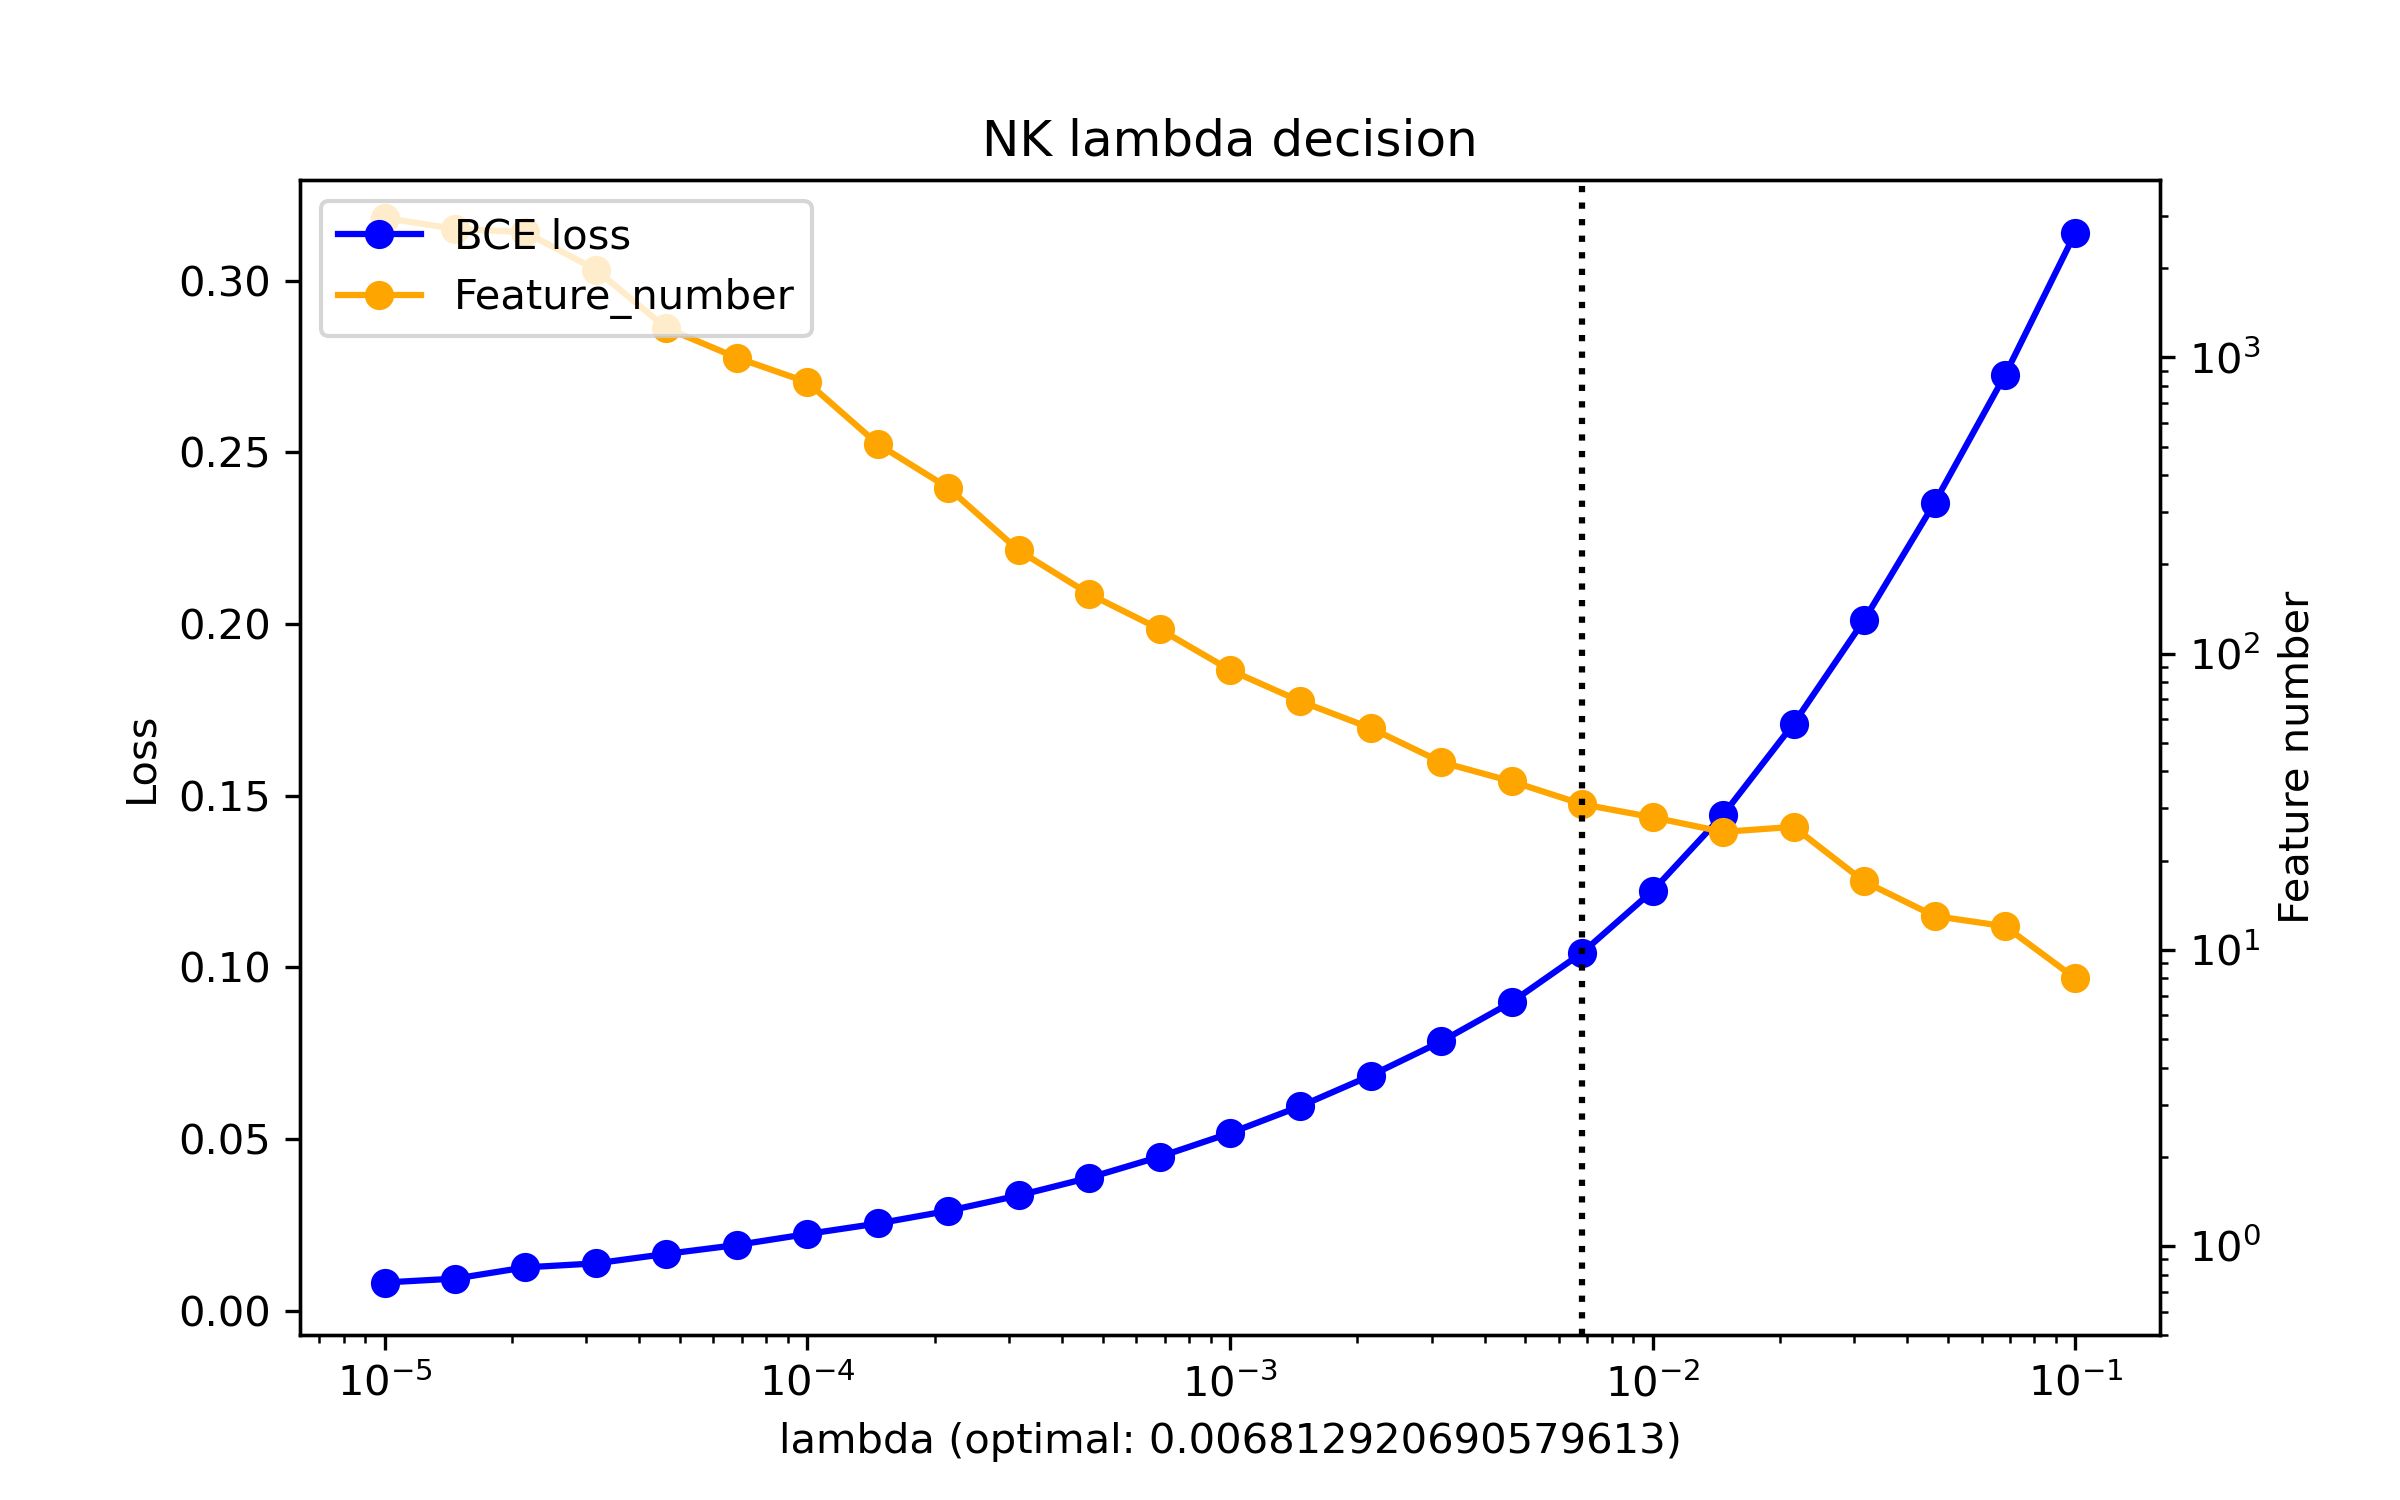 NK lambda decision
BCE loss
Feature_number
0.30
0.25
0.20
0.15
0.10
0.05
0.00
Loss
10³
10²
10¹
10⁰
Feature number
10⁻⁵ 10⁻⁴ 10⁻³ 10⁻² 10⁻¹
lambda (optimal: 0.006812920690579613)